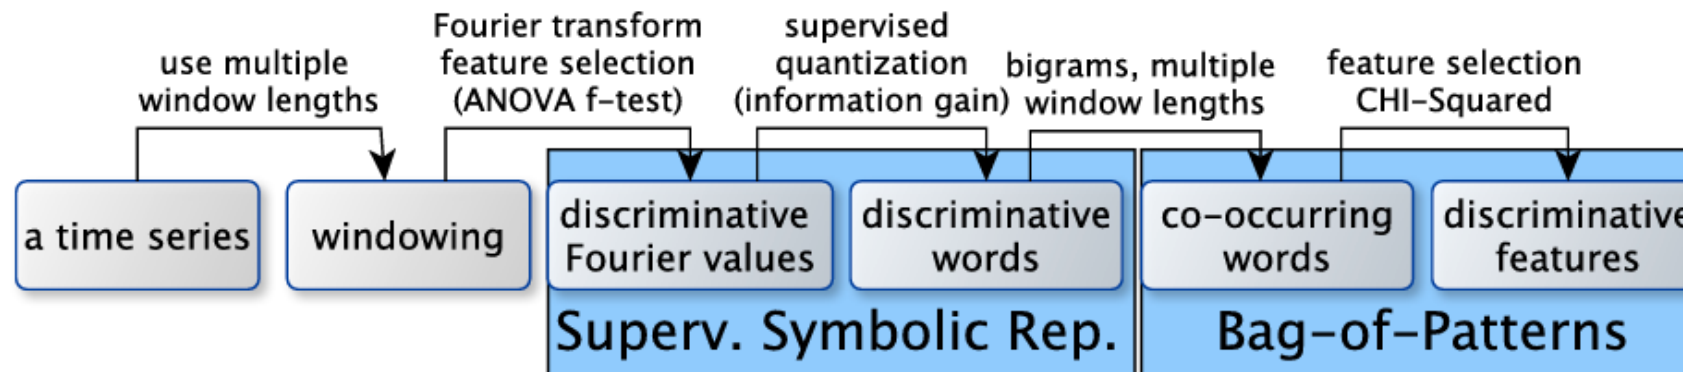 use multiple
window lengths
Fourier transform
feature selection
(ANOVA f-test)
supervised
quantization
(information gain)
bigrams, multiple
window lengths
feature selection
CHI-Squared
a time series
windowing
discriminative
Fourier values
discriminative
words
co-occurring
words
discriminative
features
Superv. Symbolic Rep.
Bag-of-Patterns